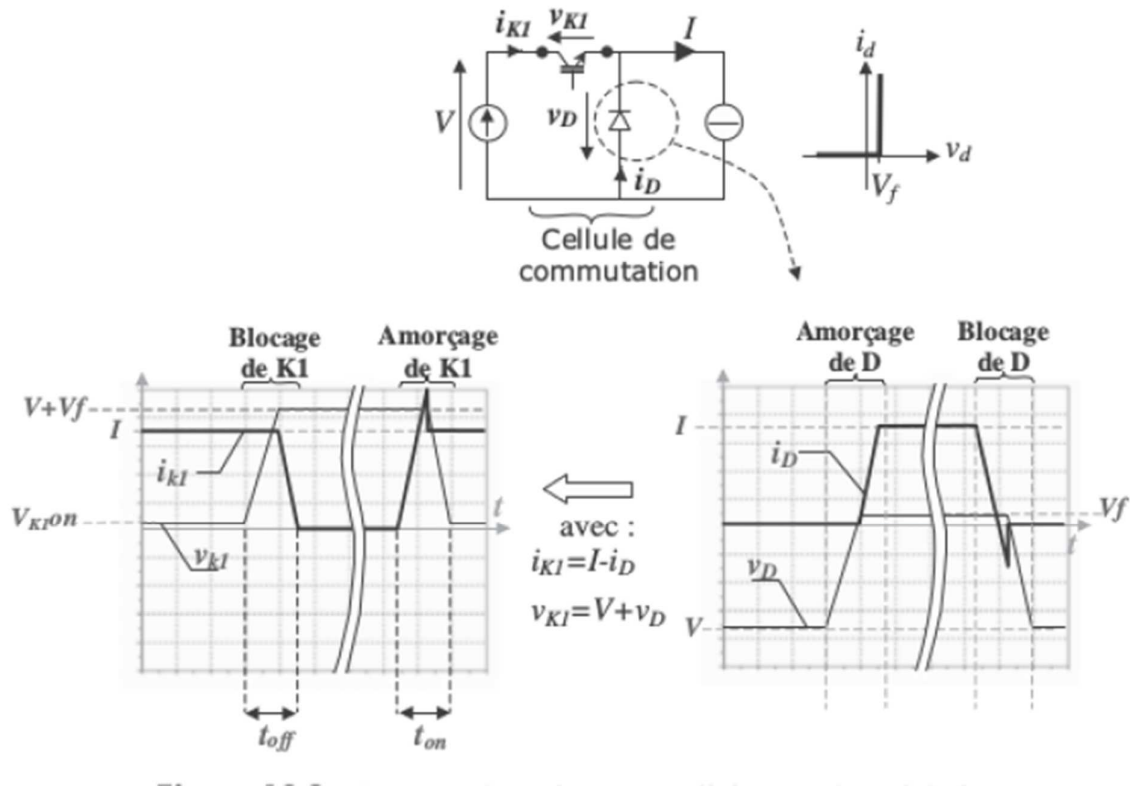 iK1
vK1
I
V
vD
iD
Cellule de
commutation
id
vd
Vf
Blocage
de K1
Amorçage
de K1
V+Vf
I
ik1
VK1on
vk1
t
toff
ton
avec :
iK1=I-iD
vK1=V+vD
Amorçage
de D
Blocage
de D
I
iD
Vf
t
vD
V